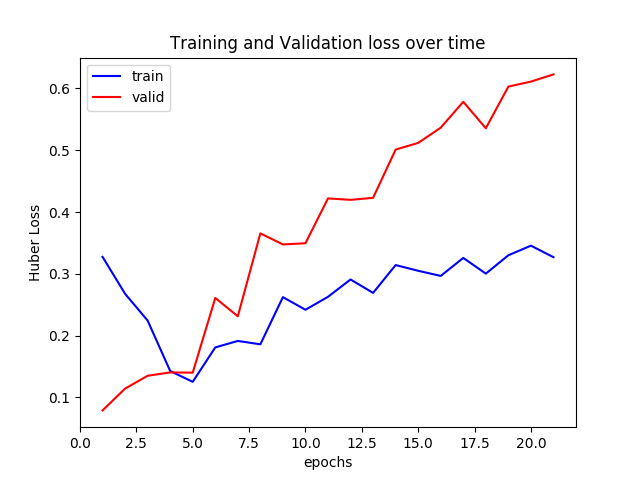 Training and Validation loss over time
train
valid
Huber Loss
0.6
0.5
0.4
0.3
0.2
0.1
0.0 2.5 5.0 7.5 10.0 12.5 15.0 17.5 20.0
epochs